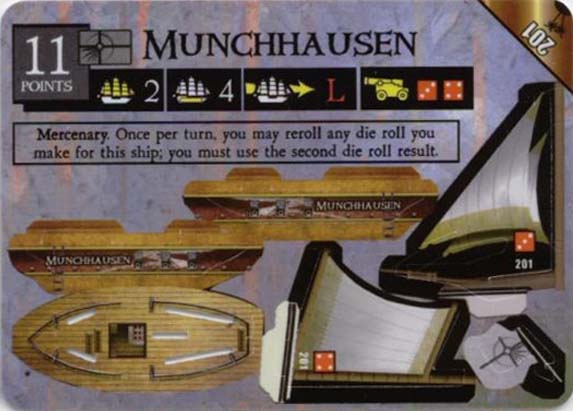 201
MUNCHHAUSEN
11
POINTS
2
4
L
Mercenary. Once per turn, you may reroll any die roll you
make for this ship; you must use the second die roll result.
MUNCHHAUSEN
MUNCHHAUSEN
201
201